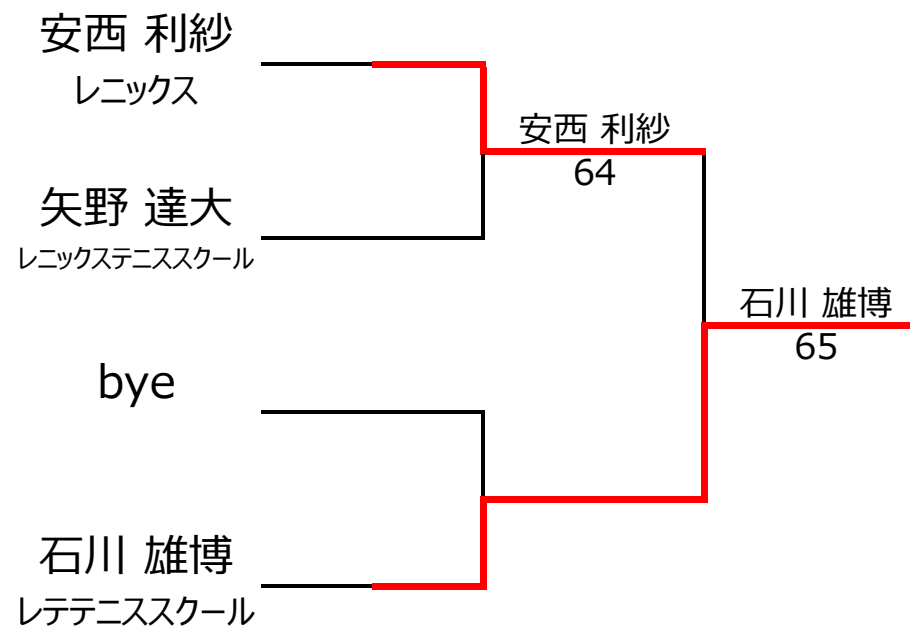 安西 利紗
レニックス
矢野 達大
レニックステニススクール
bye
石川 雄博
レテテニススクール
安西 利紗
64
石川 雄博
65